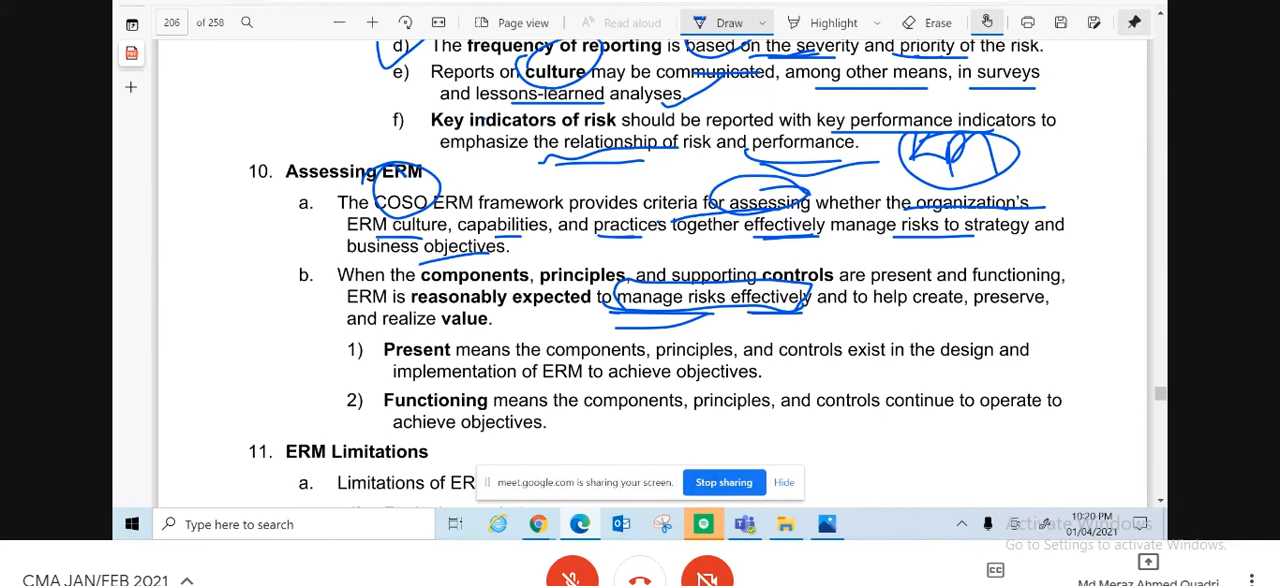 206 of 258 Page view Read aloud Draw Highlight Erase
d) The frequency of reporting is based on the severity and priority of the risk.
e) Reports on culture may be communicated, among other means, in surveys
and lessons-learned analyses.
f) Key indicators of risk should be reported with key performance indicators to
emphasize the relationship of risk and performance.
10. Assessing ERM
a. The COSO ERM framework provides criteria for assessing whether the organization's
ERM culture, capabilities, and practices together effectively manage risks to strategy and
business objectives.
b. When the components, principles, and supporting controls are present and functioning,
ERM is reasonably expected to manage risks effectively and to help create, preserve,
and realize value.
1) Present means the components, principles, and controls exist in the design and
implementation of ERM to achieve objectives.
2) Functioning means the components, principles, and controls continue to operate to
achieve objectives.
11. ERM Limitations
a. Limitations of ER
meet.google.com is sharing your screen. Stop sharing Hide
Type here to search
10:20 PM
01/04/2021
Activate Windows
Go to Settings to activate Windows.
CMA JAN/FEB 2021
Md Meraz Ahmed Quadri